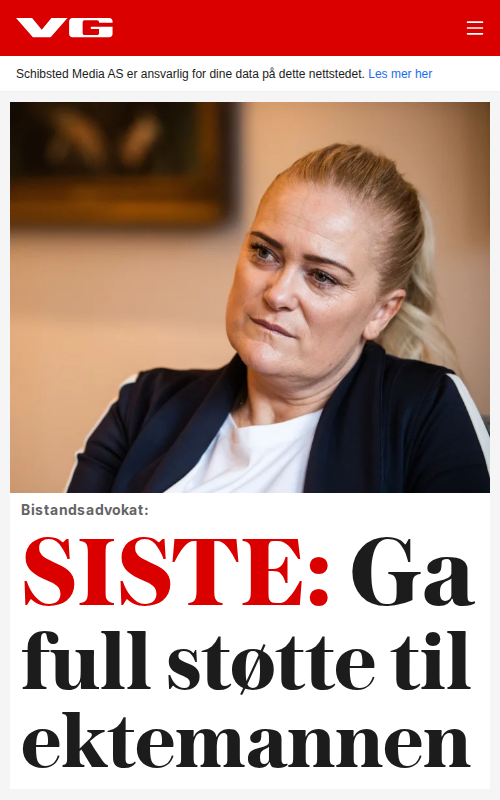 VG
Schibsted Media AS er ansvarlig for dine data på dette nettstedet. Les mer her
Bistandsadvokat:
SISTE: Ga
full støtte til
ektemannen